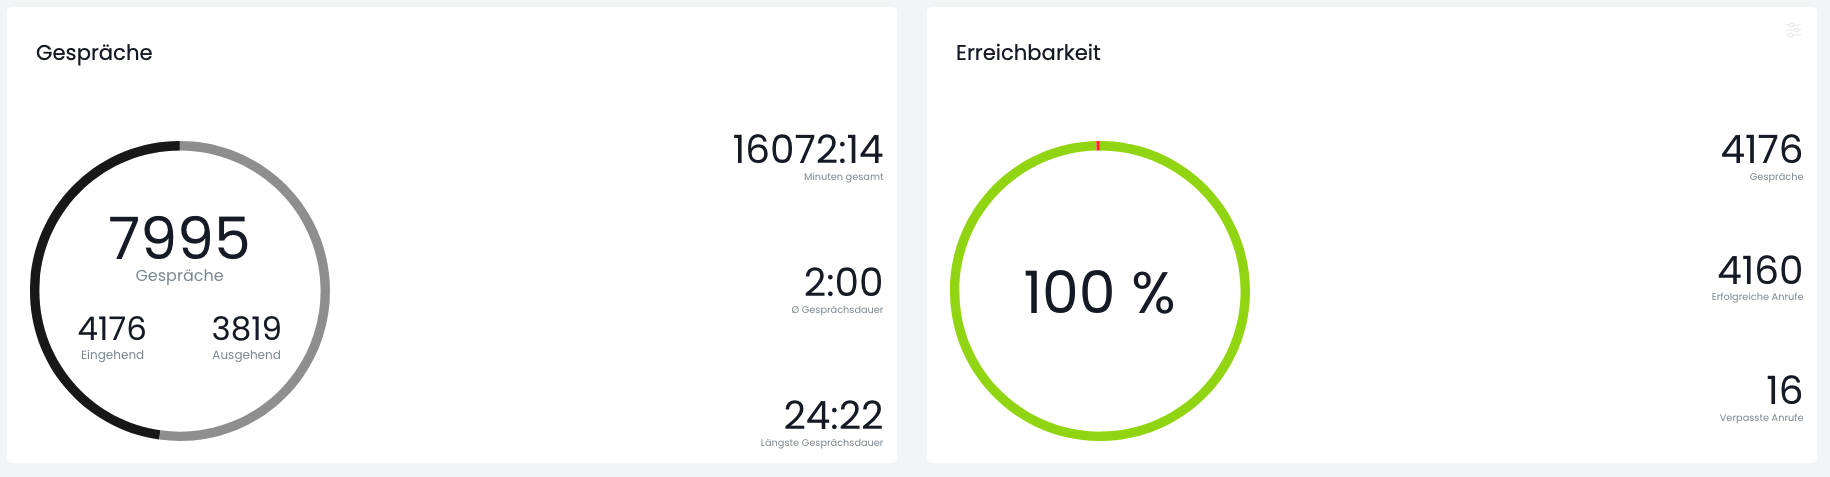 Gespräche
7995
Gespräche
4176 3819
Eingehend Ausgehend
16072:14
Minuten gesamt
2:00
Ø Gesprächsdauer
24:22
Längste Gesprächsdauer
Erreichbarkeit
100 %
4176
Gespräche
4160
Erfolgreiche Anrufe
16
Verpasste Anrufe